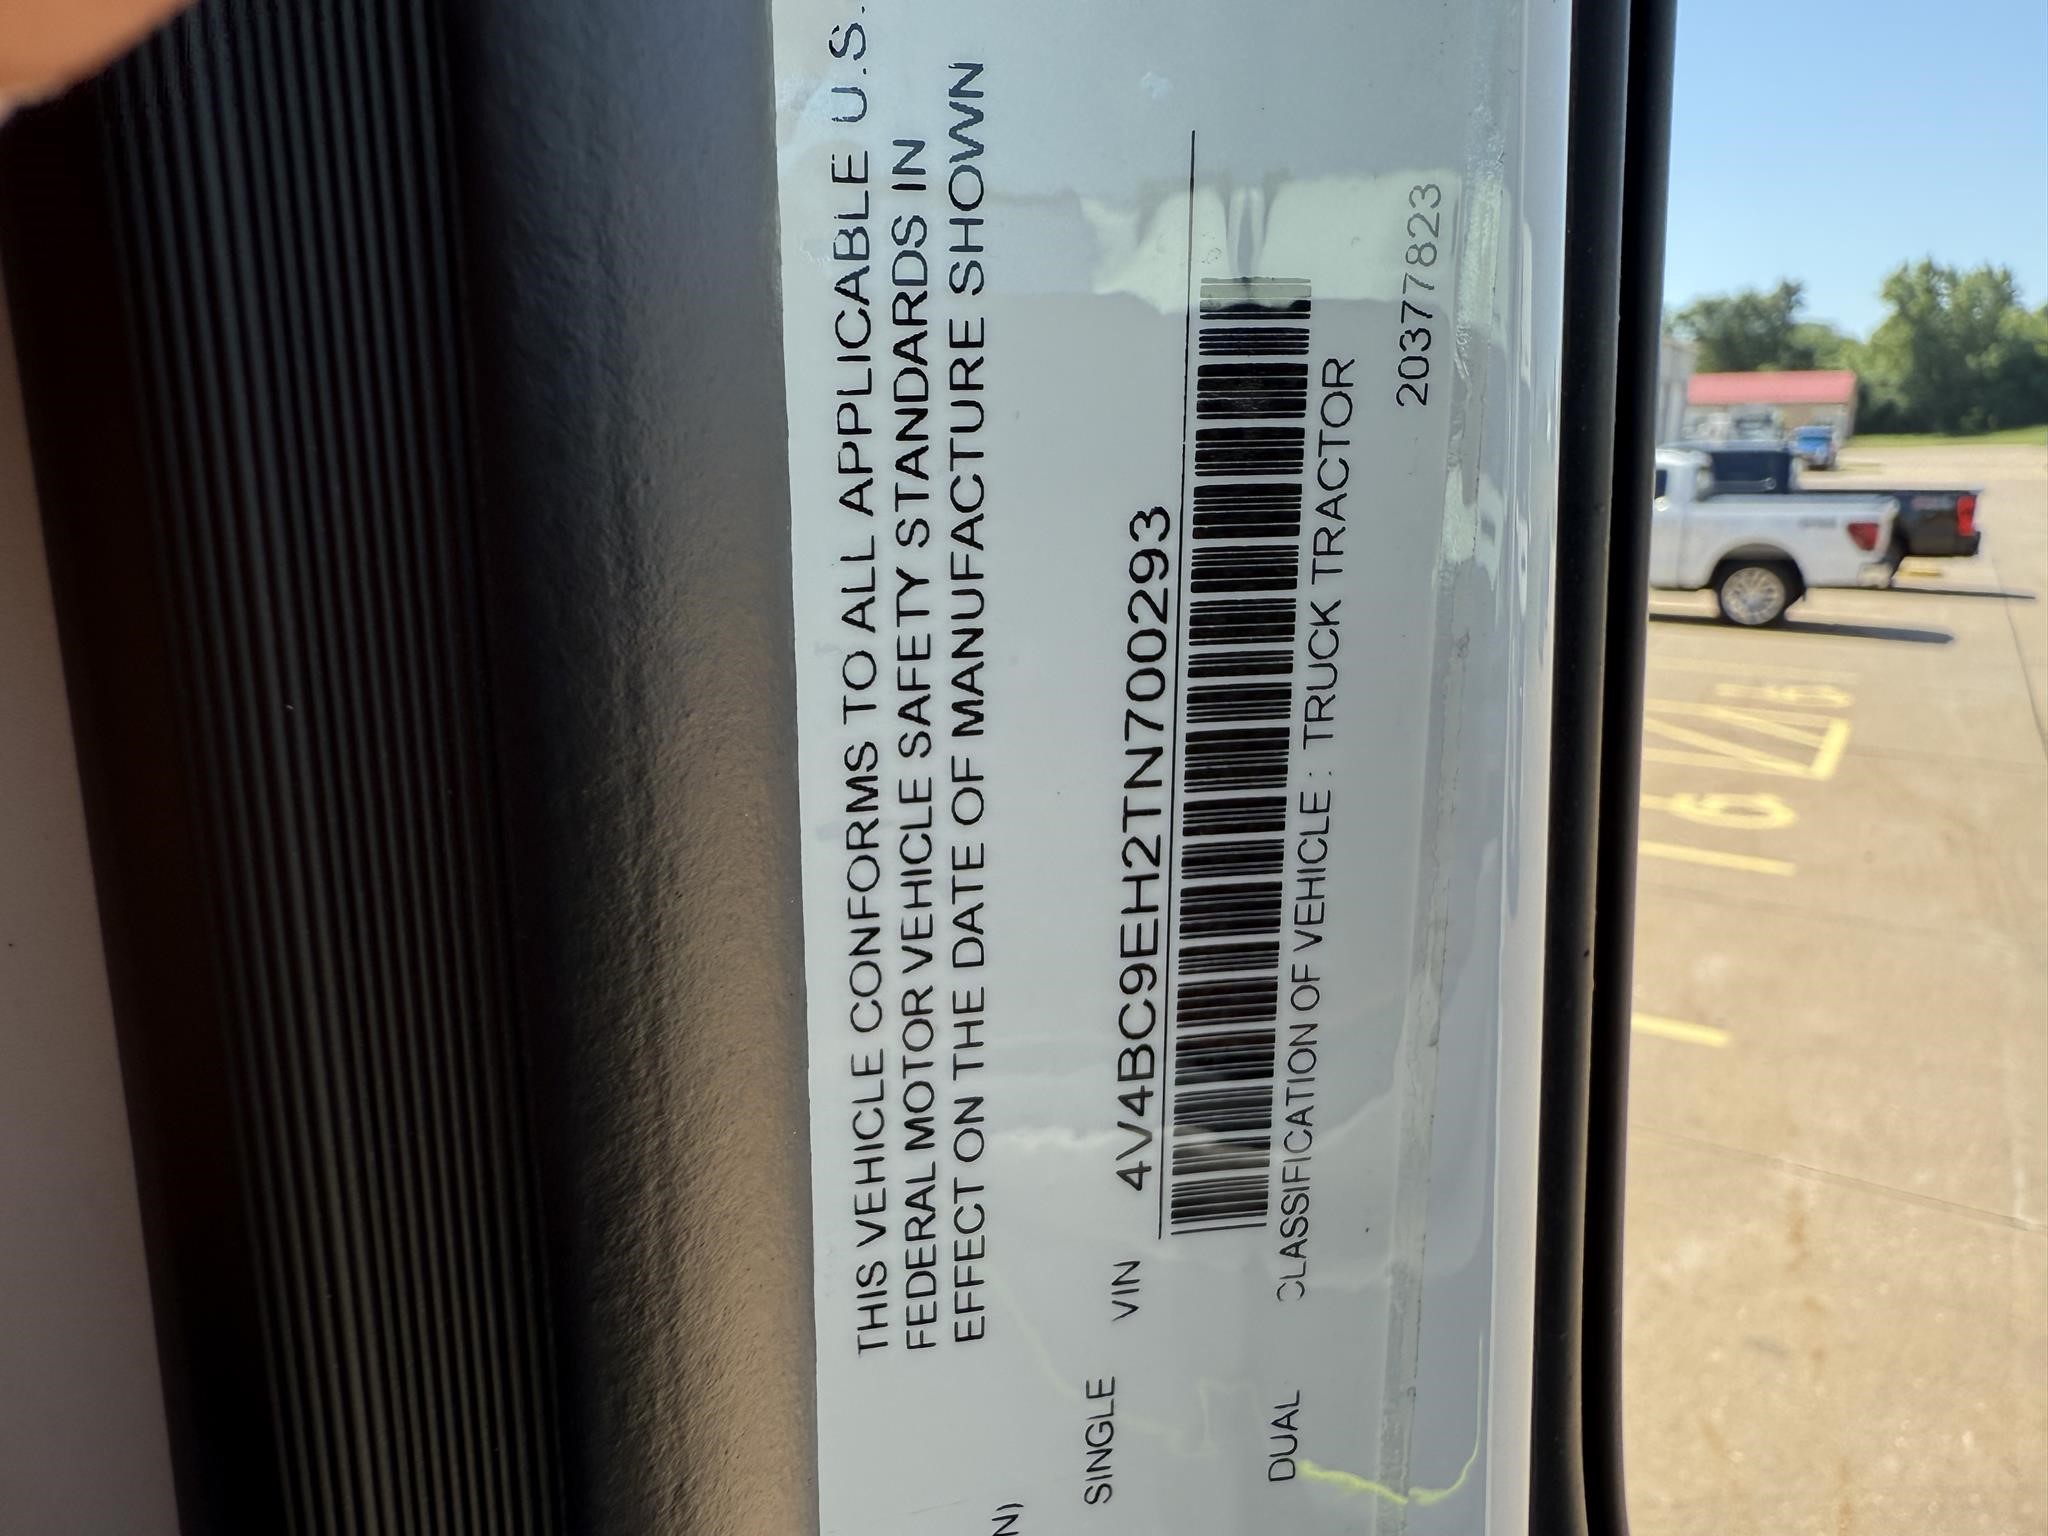 THIS VEHICLE CONFORMS TO ALL APPLICABLE U.S.
FEDERAL MOTOR VEHICLE SAFETY STANDARDS IN
EFFECT ON THE DATE OF MANUFACTURE SHOWN
N)
SINGLE VIN 4V4BC9EH2TN700293
DUAL CLASSIFICATION OF VEHICLE : TRUCK TRACTOR
20377823